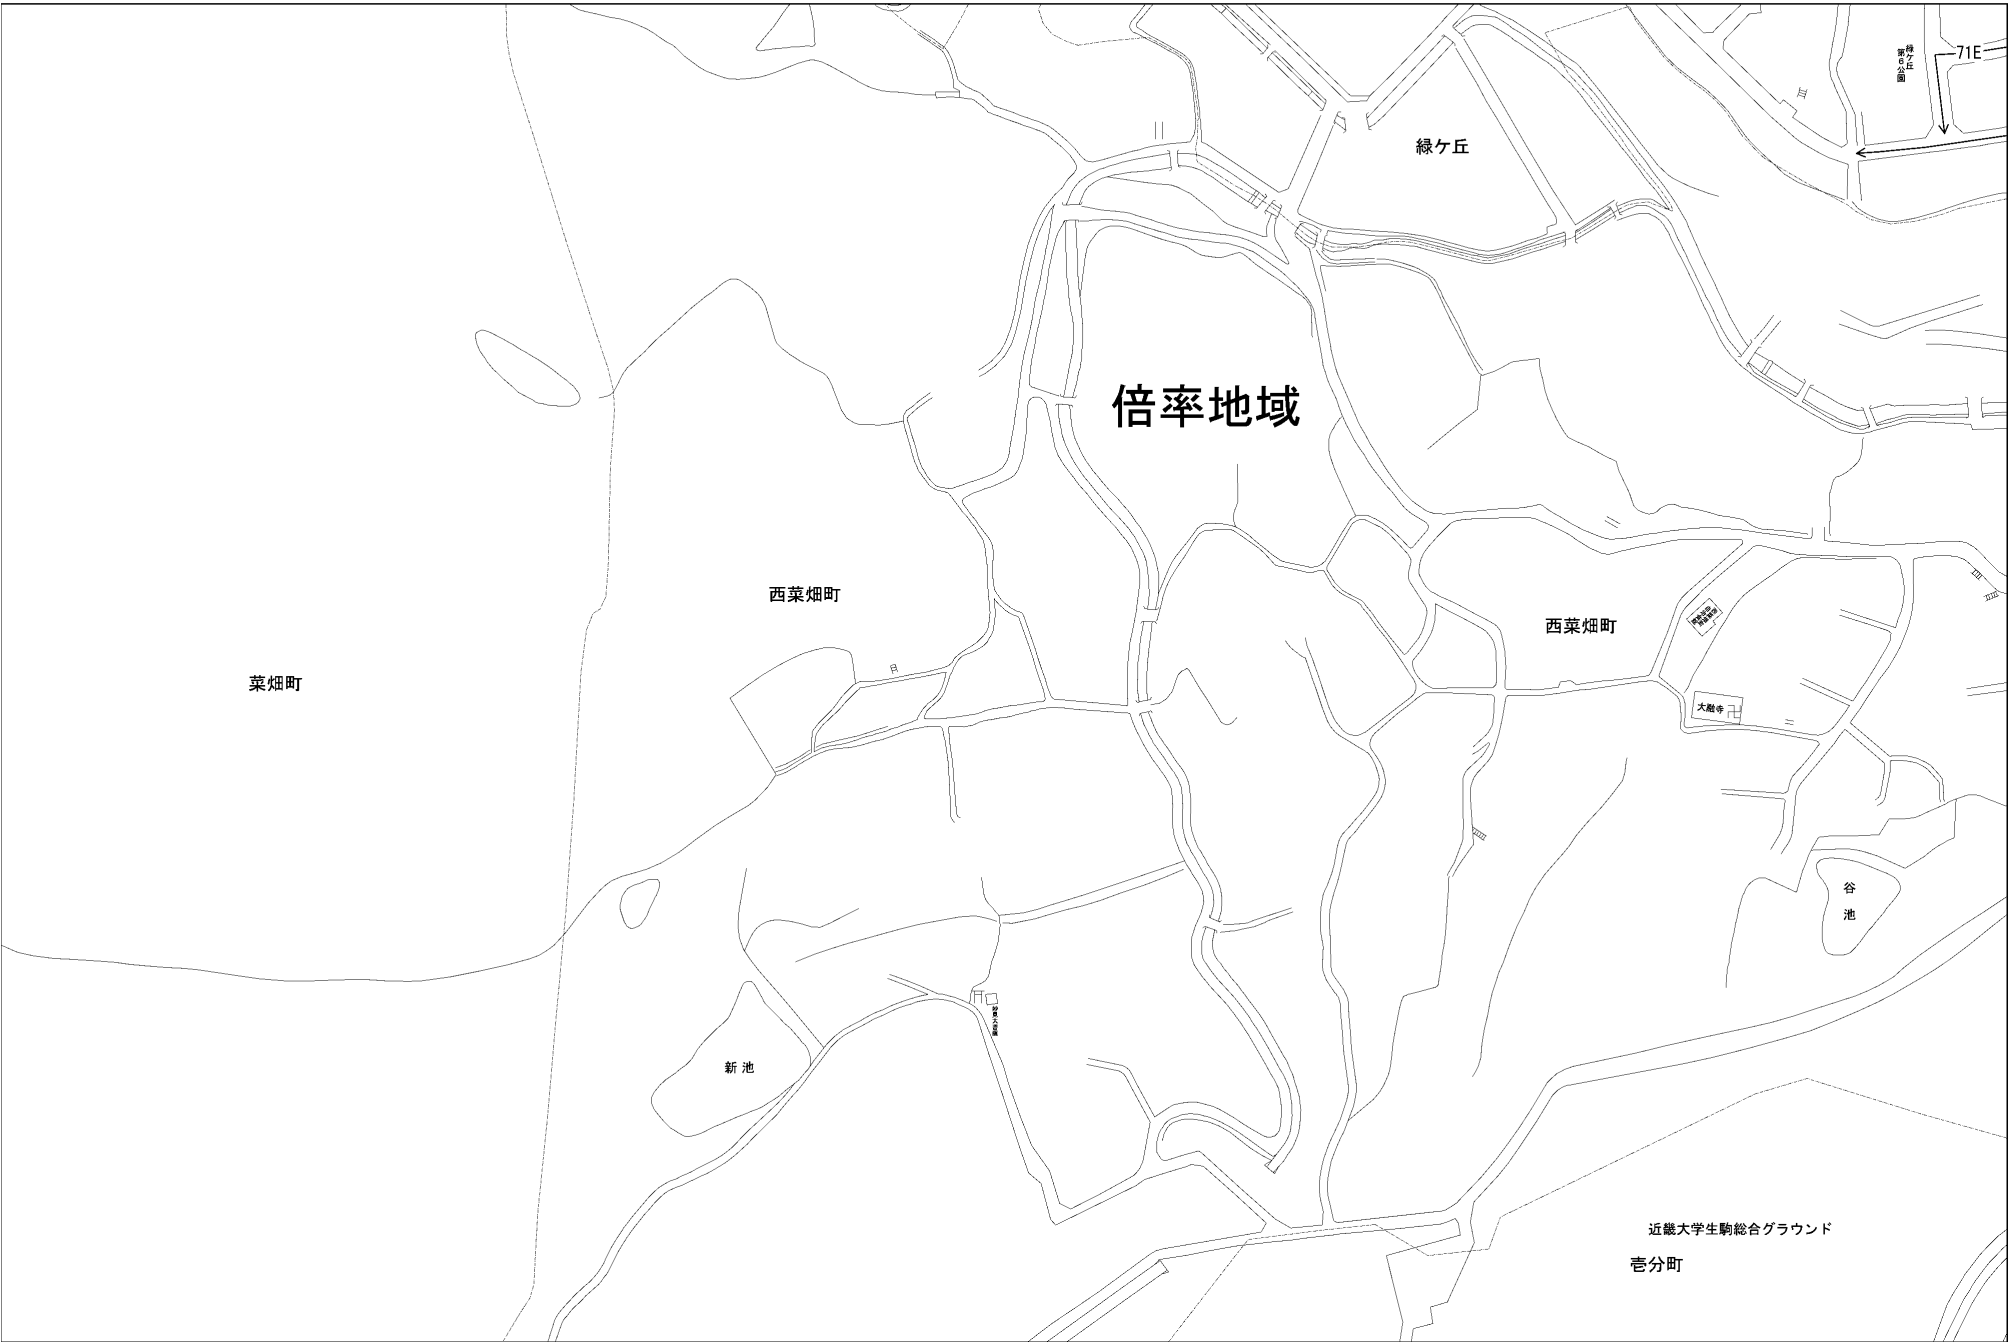 緑ケ丘
第6公園
71E
緑ケ丘
倍率地域
西菜畑町
西菜畑町
菜畑町
大融寺
谷
池
新池
近畿大学生駒総合グラウンド
壱分町